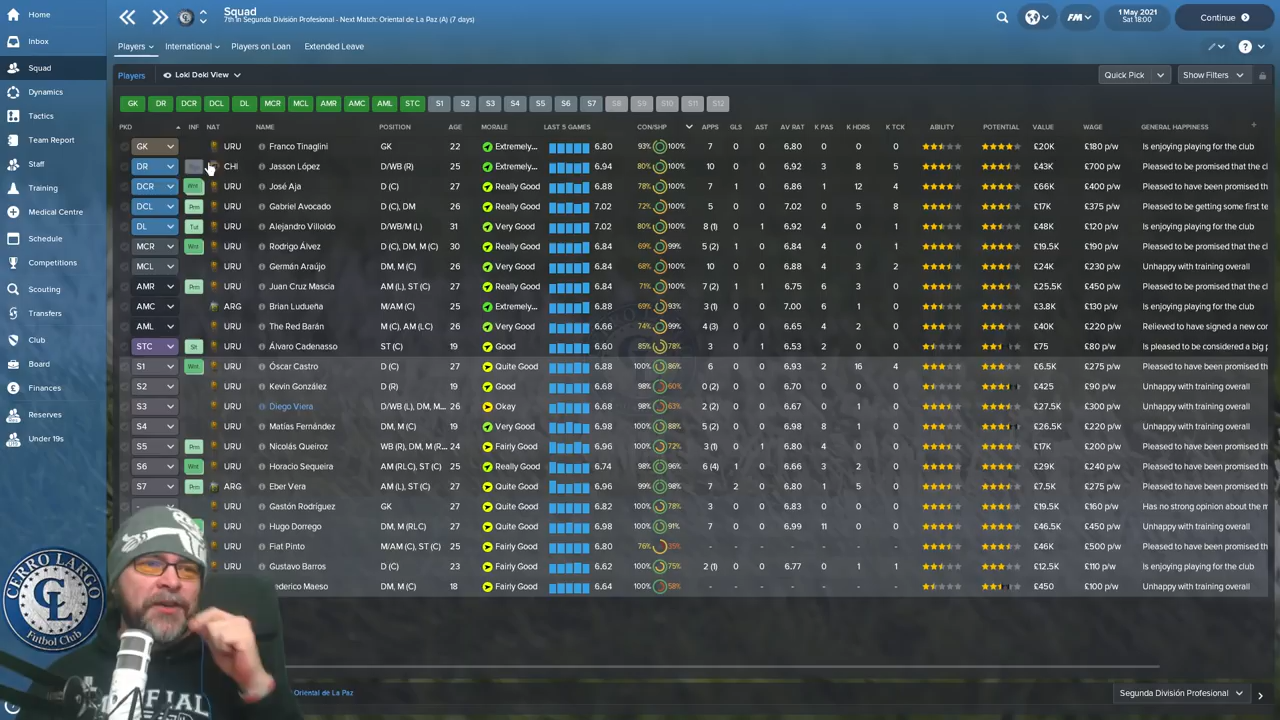 Home
Inbox
Squad
Dynamics
Tactics
Team Report
Staff
Training
Medical Centre
Schedule
Competitions
Scouting
Transfers
Club
Board
Finances
Reserves
Under 19s
Squad
7th in Segunda División Profesional - Next Match: Oriental de La Paz (A) (7 days)
FM
1 May 2021
Sat 18:00
Continue
Players International Players on Loan Extended Leave
Players Loki Doki View Quick Pick Show Filters
GK DR DCR DCL DL MCR MCL AMR AMC AML STC S1 S2 S3 S4 S5 S6 S7 S8 S9 S10 S11 S12
PKD INF NAT NAME POSITION AGE MORALE LAST 5 GAMES CON/SHP APPS GLS AST AV RAT K PAS K HDRS K TCK ABILITY POTENTIAL VALUE WAGE GENERAL HAPPINESS
GK URU Franco Tinaglini GK 22 Extremely... 6.80 93% 100% 7 0 0 6.80 0 0 0 £20K £180 p/w Is enjoying playing for the club
DR CHI Jasson López D/WB (R) 25 Extremely... 6.94 80% 100% 10 0 0 6.92 3 8 5 £43K £700 p/w Pleased to be promised that the cl
DCR Wnt URU José Aja D (C) 27 Really Good 6.88 78% 100% 7 1 0 6.86 1 12 4 £66K £400 p/w Pleased to have been promised th
DCL Prm URU Gabriel Avocado D (C), DM 26 Really Good 7.02 72% 100% 5 0 0 7.02 0 5 8 £17K £375 p/w Pleased to be getting some first te
DL Tut URU Alejandro Villoldo D/WB/M (L) 31 Very Good 7.02 80% 100% 8 (1) 0 1 6.92 4 0 1 £48K £120 p/w Is enjoying playing for the club
MCR Wnt URU Rodrigo Álvez D (C), DM, M (C) 30 Really Good 6.84 69% 99% 5 (2) 1 0 6.84 4 0 0 £19.5K £190 p/w Pleased to be promised that the cl
MCL URU Germán Araújo DM, M (C) 26 Very Good 6.84 68% 100% 10 0 0 6.88 4 3 2 £24K £230 p/w Unhappy with training overall
AMR Prm URU Juan Cruz Mascia AM (L), ST (C) 27 Really Good 6.84 71% 100% 7 (2) 1 0 6.75 6 3 0 £25.5K £450 p/w Pleased to be promised that the cl
AMC ARG Brian Ludueña M/AM (C) 25 Extremely... 6.88 69% 93% 3 (1) 0 0 7.00 6 1 0 £3.8K £130 p/w Is enjoying playing for the club
AML URU The Red Barán M (C), AM (LC) 26 Very Good 6.66 74% 99% 4 (3) 0 0 6.65 4 2 0 £40K £220 p/w Relieved to have signed a new con
STC Slt URU Álvaro Cadenasso ST (C) 19 Good 6.60 85% 78% 3 0 1 6.53 2 0 0 £75 £80 p/w Is pleased to be considered a big p
S1 Wnt URU Óscar Castro D (C) 27 Quite Good 6.88 100% 86% 6 0 0 6.93 2 16 4 £6.5K £275 p/w Pleased to have been promised th
S2 URU Kevin González D (R) 19 Good 6.68 100% 60% 0 (2) 0 0 6.70 0 0 0 £425 £90 p/w Unhappy with training overall
S3 URU Diego Viera D/WB (L), DM, M... 26 Okay 6.68 98% 63% 2 (2) 0 0 6.67 0 1 0 £27.5K £300 p/w Unhappy with training overall
S4 URU Matías Fernández DM, M (C) 19 Very Good 6.98 100% 88% 5 (2) 0 0 6.98 8 1 0 £26.5K £220 p/w Unhappy with training overall
S5 Prm URU Nicolás Queiroz WB (R), DM, M (R... 24 Fairly Good 6.96 100% 72% 3 (1) 0 1 6.80 4 0 0 £17K £200 p/w Pleased to have been promised th
S6 Wnt URU Horacio Sequeira AM (RLC), ST (C) 25 Really Good 6.74 98% 96% 6 (4) 1 0 6.66 3 2 0 £29K £240 p/w Pleased to have been promised th
S7 Prm ARG Eber Vera AM (L), ST (C) 27 Quite Good 6.96 99% 98% 7 2 0 6.80 1 5 0 £7.5K £275 p/w Pleased to have been promised th
- URU Gastón Rodríguez GK 27 Quite Good 6.82 100% 78% 3 0 0 6.83 0 0 0 £19.5K £160 p/w Has no strong opinion about the m
URU Hugo Dorrego DM, M (RLC) 27 Quite Good 6.98 100% 91% 7 0 0 6.99 11 0 0 £46.5K £450 p/w Unhappy with training overall
URU Fiat Pinto M/AM (C), ST (C) 25 Fairly Good 6.80 76% 35% - - - - - - - £46K £500 p/w Pleased to have been promised th
URU Gustavo Barros D (C) 23 Fairly Good 6.62 100% 75% 2 (1) 0 0 6.77 0 1 1 £12.5K £110 p/w Is enjoying playing for the club
ederico Maeso DM, M (C) 18 Fairly Good 6.64 100% 58% - - - - - - - £450 £100 p/w Unhappy with training overall
CERRO LARGO
CL
Futbol Club
Oriental de La Paz
Segunda División Profesional